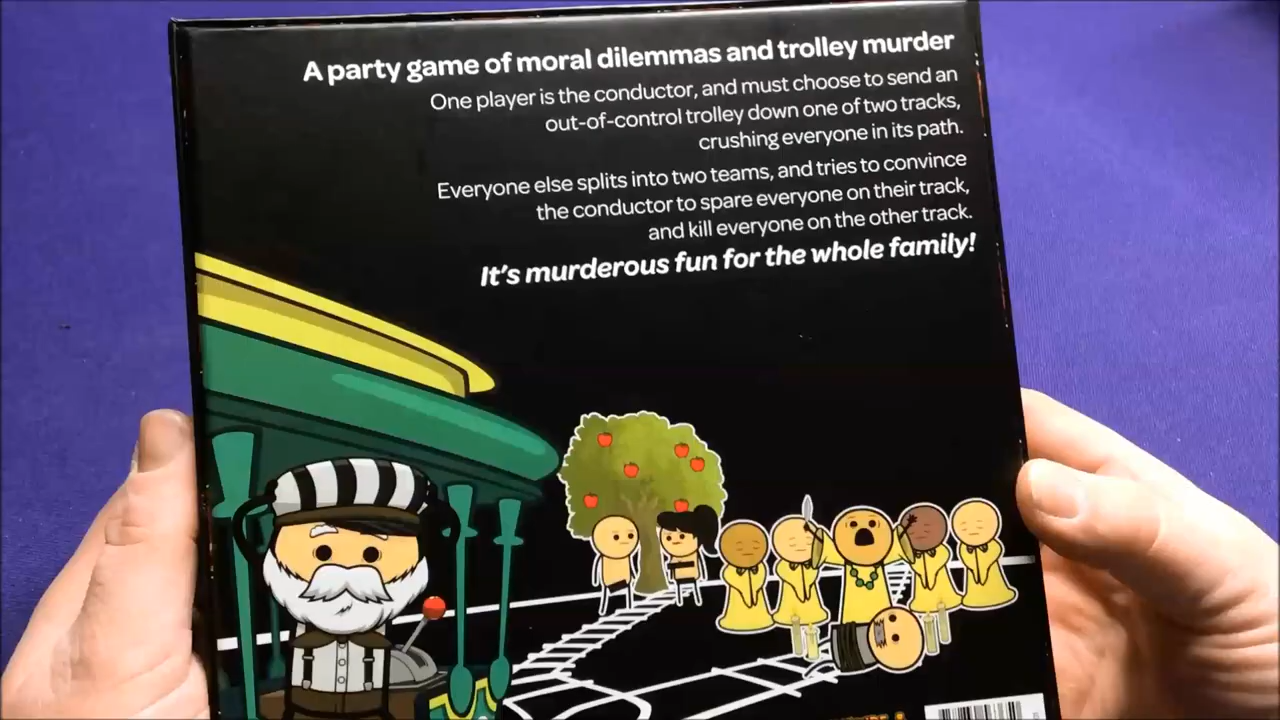 A party game of moral dilemmas and trolley murder
One player is the conductor, and must choose to send an
out-of-control trolley down one of two tracks,
crushing everyone in its path.
Everyone else splits into two teams, and tries to convince
the conductor to spare everyone on their track,
and kill everyone on the other track.
It's murderous fun for the whole family!